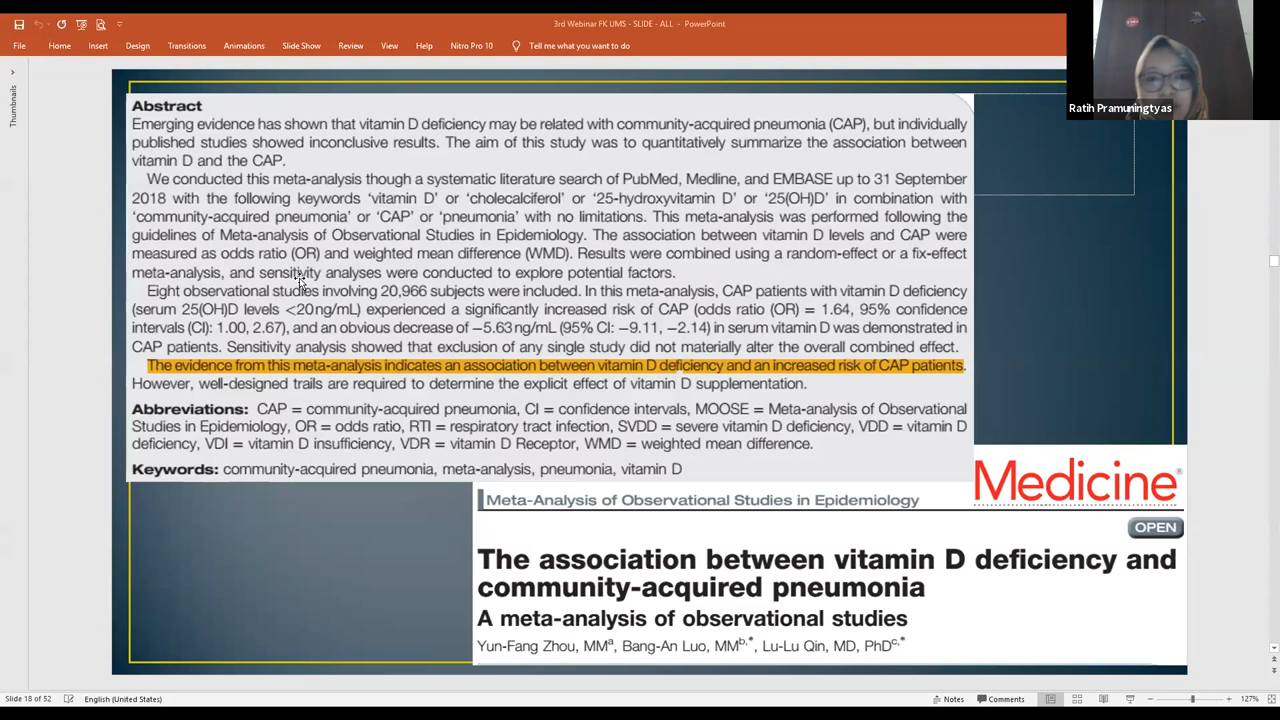 3rd Webinar FK UMS - SLIDE - ALL - PowerPoint
File Home Insert Design Transitions Animations Slide Show Review View Help Nitro Pro 10 Tell me what you want to do
Ratih Pramuningtyas
Thumbnails
Abstract
Emerging evidence has shown that vitamin D deficiency may be related with community-acquired pneumonia (CAP), but individually
published studies showed inconclusive results. The aim of this study was to quantitatively summarize the association between
vitamin D and the CAP.
We conducted this meta-analysis though a systematic literature search of PubMed, Medline, and EMBASE up to 31 September
2018 with the following keywords ‘vitamin D’ or ‘cholecalciferol’ or ‘25-hydroxyvitamin D’ or ‘25(OH)D’ in combination with
‘community-acquired pneumonia’ or ‘CAP’ or ‘pneumonia’ with no limitations. This meta-analysis was performed following the
guidelines of Meta-analysis of Observational Studies in Epidemiology. The association between vitamin D levels and CAP were
measured as odds ratio (OR) and weighted mean difference (WMD). Results were combined using a random-effect or a fix-effect
meta-analysis, and sensitivity analyses were conducted to explore potential factors.
Eight observational studies involving 20,966 subjects were included. In this meta-analysis, CAP patients with vitamin D deficiency
(serum 25(OH)D levels <20 ng/mL) experienced a significantly increased risk of CAP (odds ratio (OR) = 1.64, 95% confidence
intervals (CI): 1.00, 2.67), and an obvious decrease of −5.63 ng/mL (95% CI: −9.11, −2.14) in serum vitamin D was demonstrated in
CAP patients. Sensitivity analysis showed that exclusion of any single study did not materially alter the overall combined effect.
The evidence from this meta-analysis indicates an association between vitamin D deficiency and an increased risk of CAP patients.
However, well-designed trails are required to determine the explicit effect of vitamin D supplementation.
Abbreviations: CAP = community-acquired pneumonia, CI = confidence intervals, MOOSE = Meta-analysis of Observational
Studies in Epidemiology, OR = odds ratio, RTI = respiratory tract infection, SVDD = severe vitamin D deficiency, VDD = vitamin D
deficiency, VDI = vitamin D insufficiency, VDR = vitamin D Receptor, WMD = weighted mean difference.
Keywords: community-acquired pneumonia, meta-analysis, pneumonia, vitamin D
Medicine®
Meta-Analysis of Observational Studies in Epidemiology
OPEN
The association between vitamin D deficiency and
community-acquired pneumonia
A meta-analysis of observational studies
Yun-Fang Zhou, MMa, Bang-An Luo, MMb,*, Lu-Lu Qin, MD, PhDc,*
Slide 18 of 52 English (United States) Notes Comments 127%